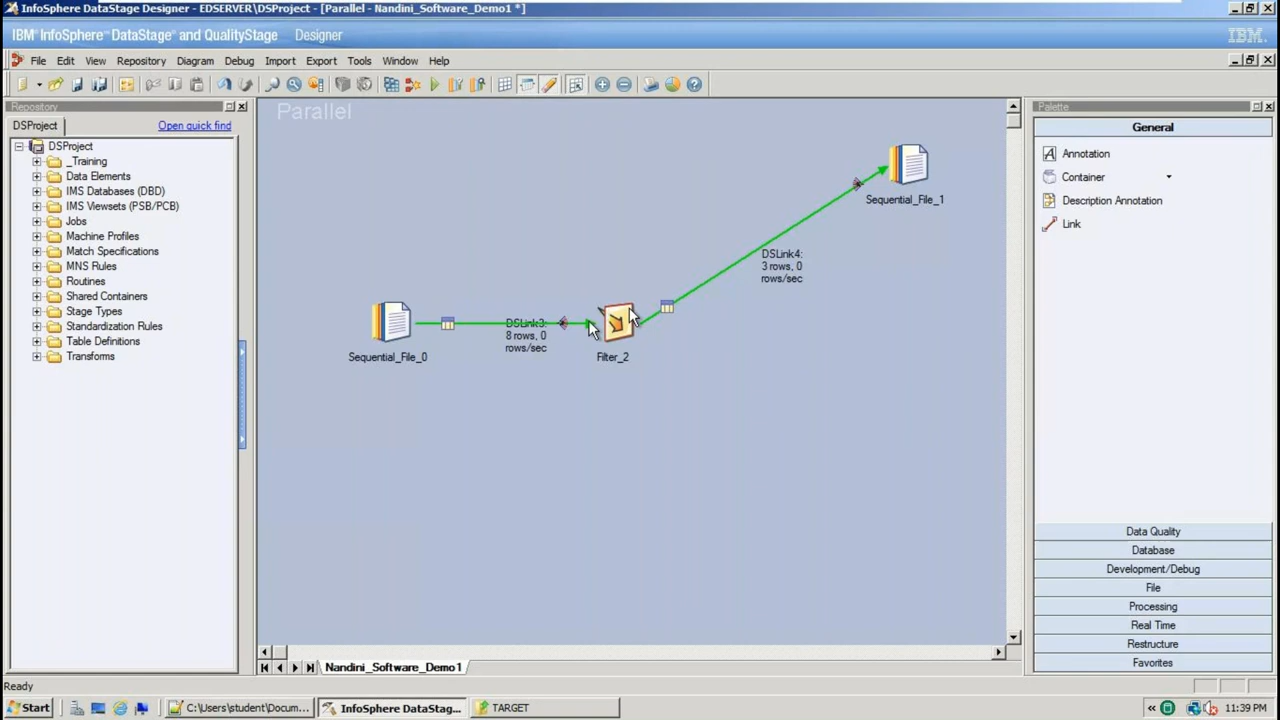 InfoSphere DataStage Designer - EDSERVER\DSProject - [Parallel - Nandini_Software_Demo1 *]
IBM® InfoSphere™ DataStage® and QualityStage® Designer
IBM.
File Edit View Repository Diagram Debug Import Export Tools Window Help
Repository
DSProject
Open quick find
DSProject
_Training
Data Elements
IMS Databases (DBD)
IMS Viewsets (PSB/PCB)
Jobs
Machine Profiles
Match Specifications
MNS Rules
Routines
Shared Containers
Stage Types
Standardization Rules
Table Definitions
Transforms
Parallel
Sequential_File_1
DSLink4:
3 rows, 0
rows/sec
DSLink3:
8 rows, 0
rows/sec
Sequential_File_0
Filter_2
Nandini_Software_Demo1
Palette
General
Annotation
Container
Description Annotation
Link
Data Quality
Database
Development/Debug
File
Processing
Real Time
Restructure
Favorites
Ready
Start
C:\Users\student\Docum...
InfoSphere DataStag...
TARGET
11:39 PM